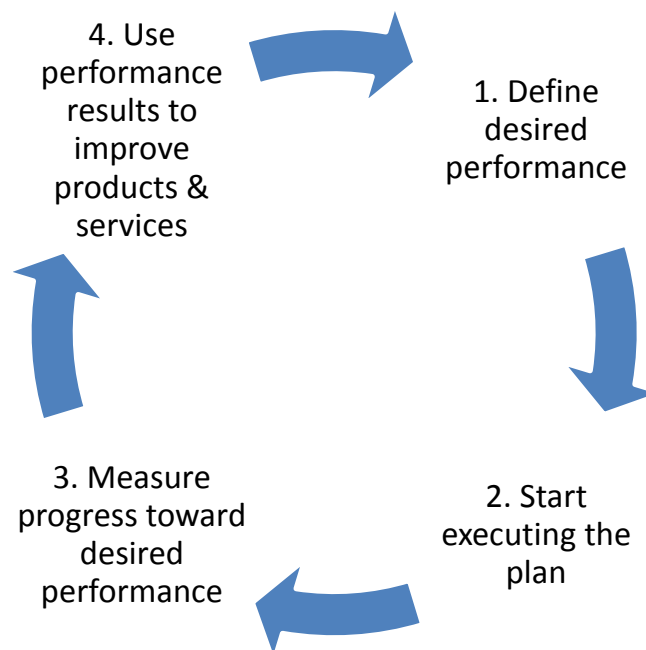 1. Define
desired
performance
2. Start
executing the
plan
3. Measure
progress toward
desired
performance
4. Use
performance
results to
improve
products &
services